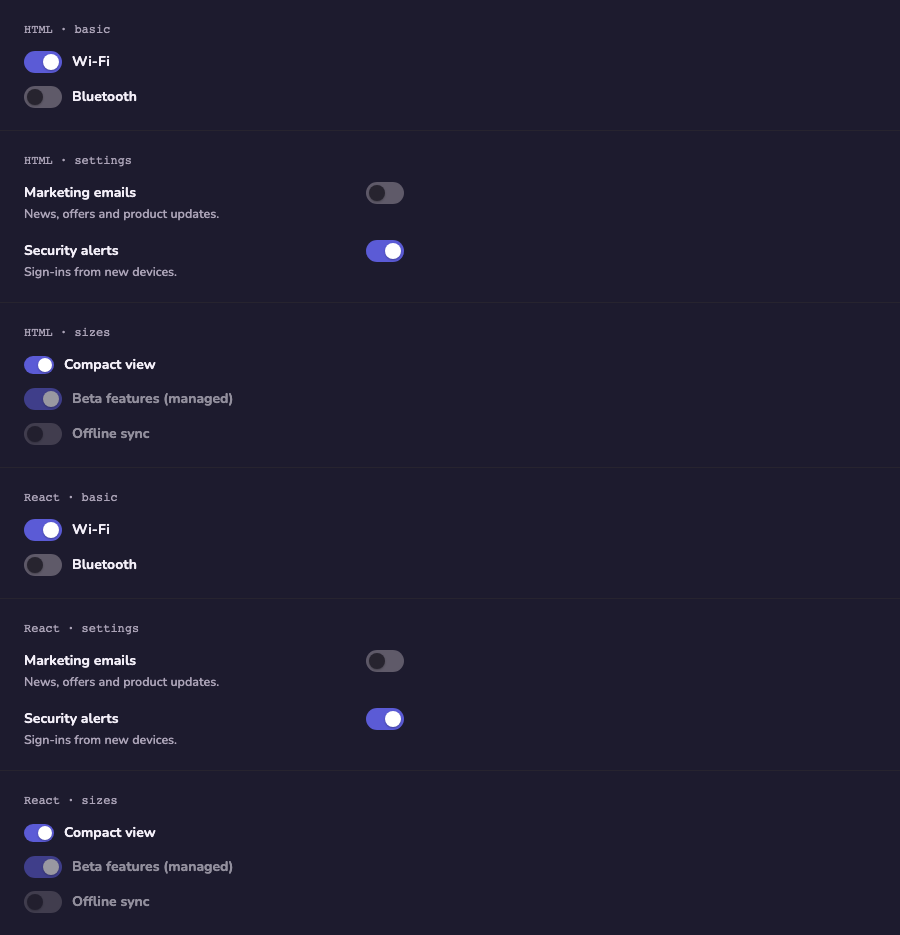 HTML · basic
Wi-Fi
Bluetooth
HTML · settings
Marketing emails
News, offers and product updates.
Security alerts
Sign-ins from new devices.
HTML · sizes
Compact view
Beta features (managed)
Offline sync
React · basic
Wi-Fi
Bluetooth
React · settings
Marketing emails
News, offers and product updates.
Security alerts
Sign-ins from new devices.
React · sizes
Compact view
Beta features (managed)
Offline sync